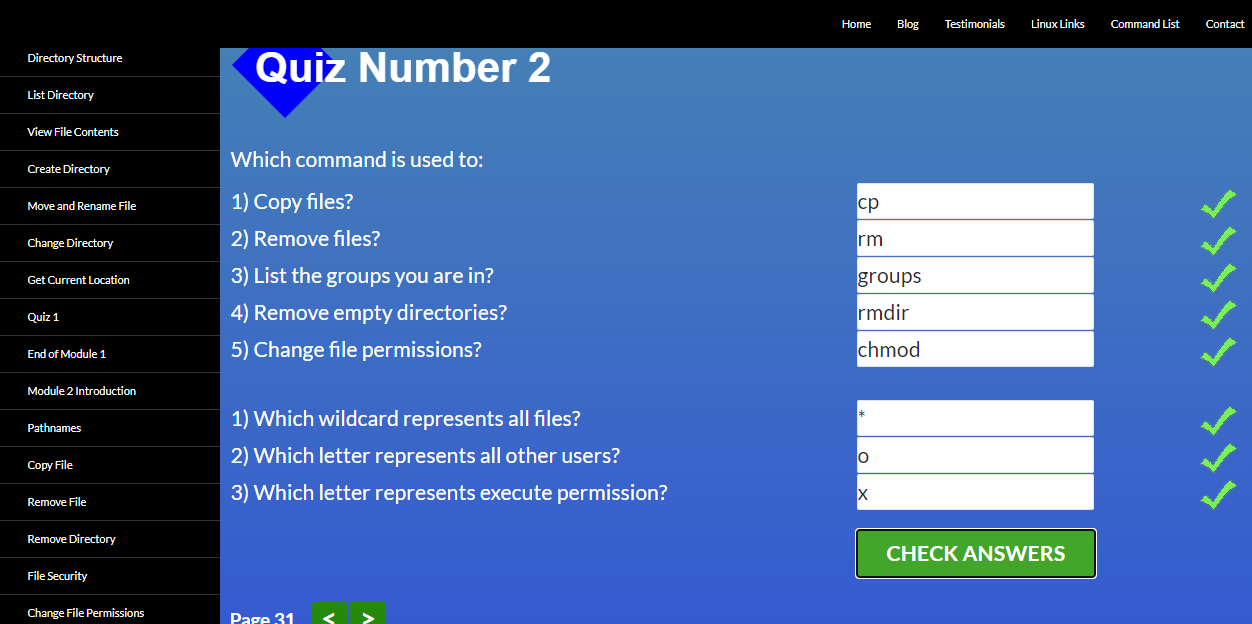 Home Blog Testimonials Linux Links Command List Contact
Directory Structure
List Directory
View File Contents
Create Directory
Move and Rename File
Change Directory
Get Current Location
Quiz 1
End of Module 1
Module 2 Introduction
Pathnames
Copy File
Remove File
Remove Directory
File Security
Change File Permissions
Quiz Number 2
Which command is used to:
1) Copy files? cp
2) Remove files? rm
3) List the groups you are in? groups
4) Remove empty directories? rmdir
5) Change file permissions? chmod
1) Which wildcard represents all files? *
2) Which letter represents all other users? o
3) Which letter represents execute permission? x
CHECK ANSWERS
Page 31 < >